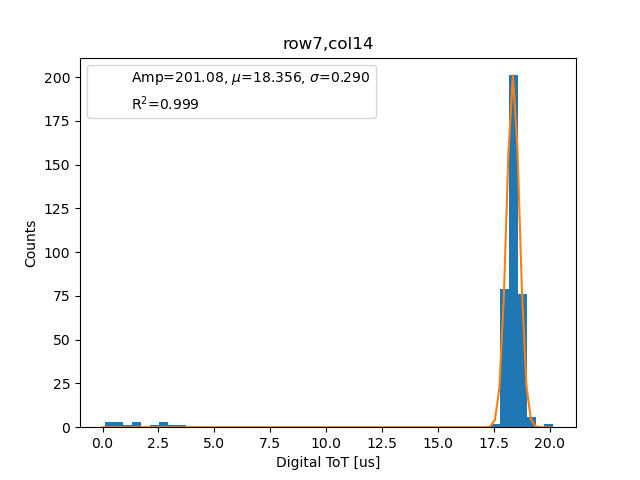 row7,col14
Amp=201.08, μ=18.356, σ=0.290
R²=0.999
Counts
200
175
150
125
100
75
50
25
0
0.0 2.5 5.0 7.5 10.0 12.5 15.0 17.5 20.0
Digital ToT [us]